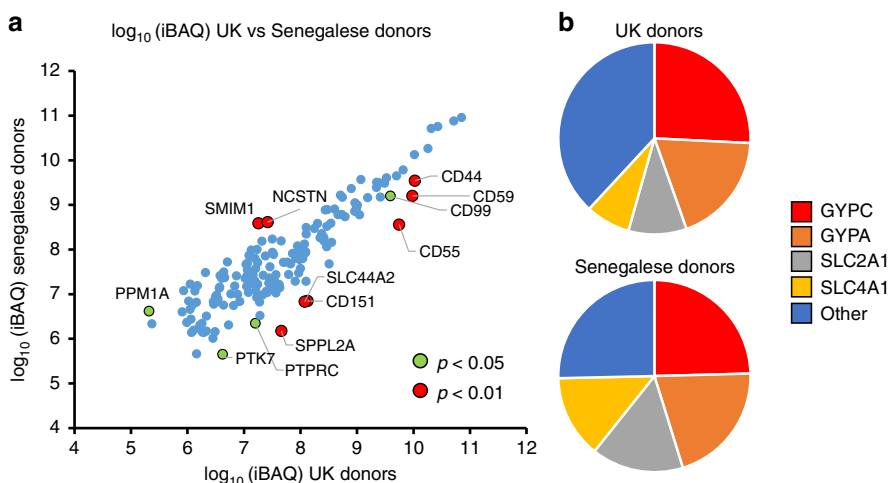 a
log10 (iBAQ) UK vs Senegalese donors
log10 (iBAQ) senegalese donors
12
11
10
9
8
7
6
5
4
4 5 6 7 8 9 10 11 12
log10 (iBAQ) UK donors
SMIM1
NCSTN
CD44
CD59
CD99
CD55
SLC44A2
CD151
PPM1A
SPPL2A
PTK7
PTPRC
p < 0.05
p < 0.01
b
UK donors
Senegalese donors
GYPC
GYPA
SLC2A1
SLC4A1
Other